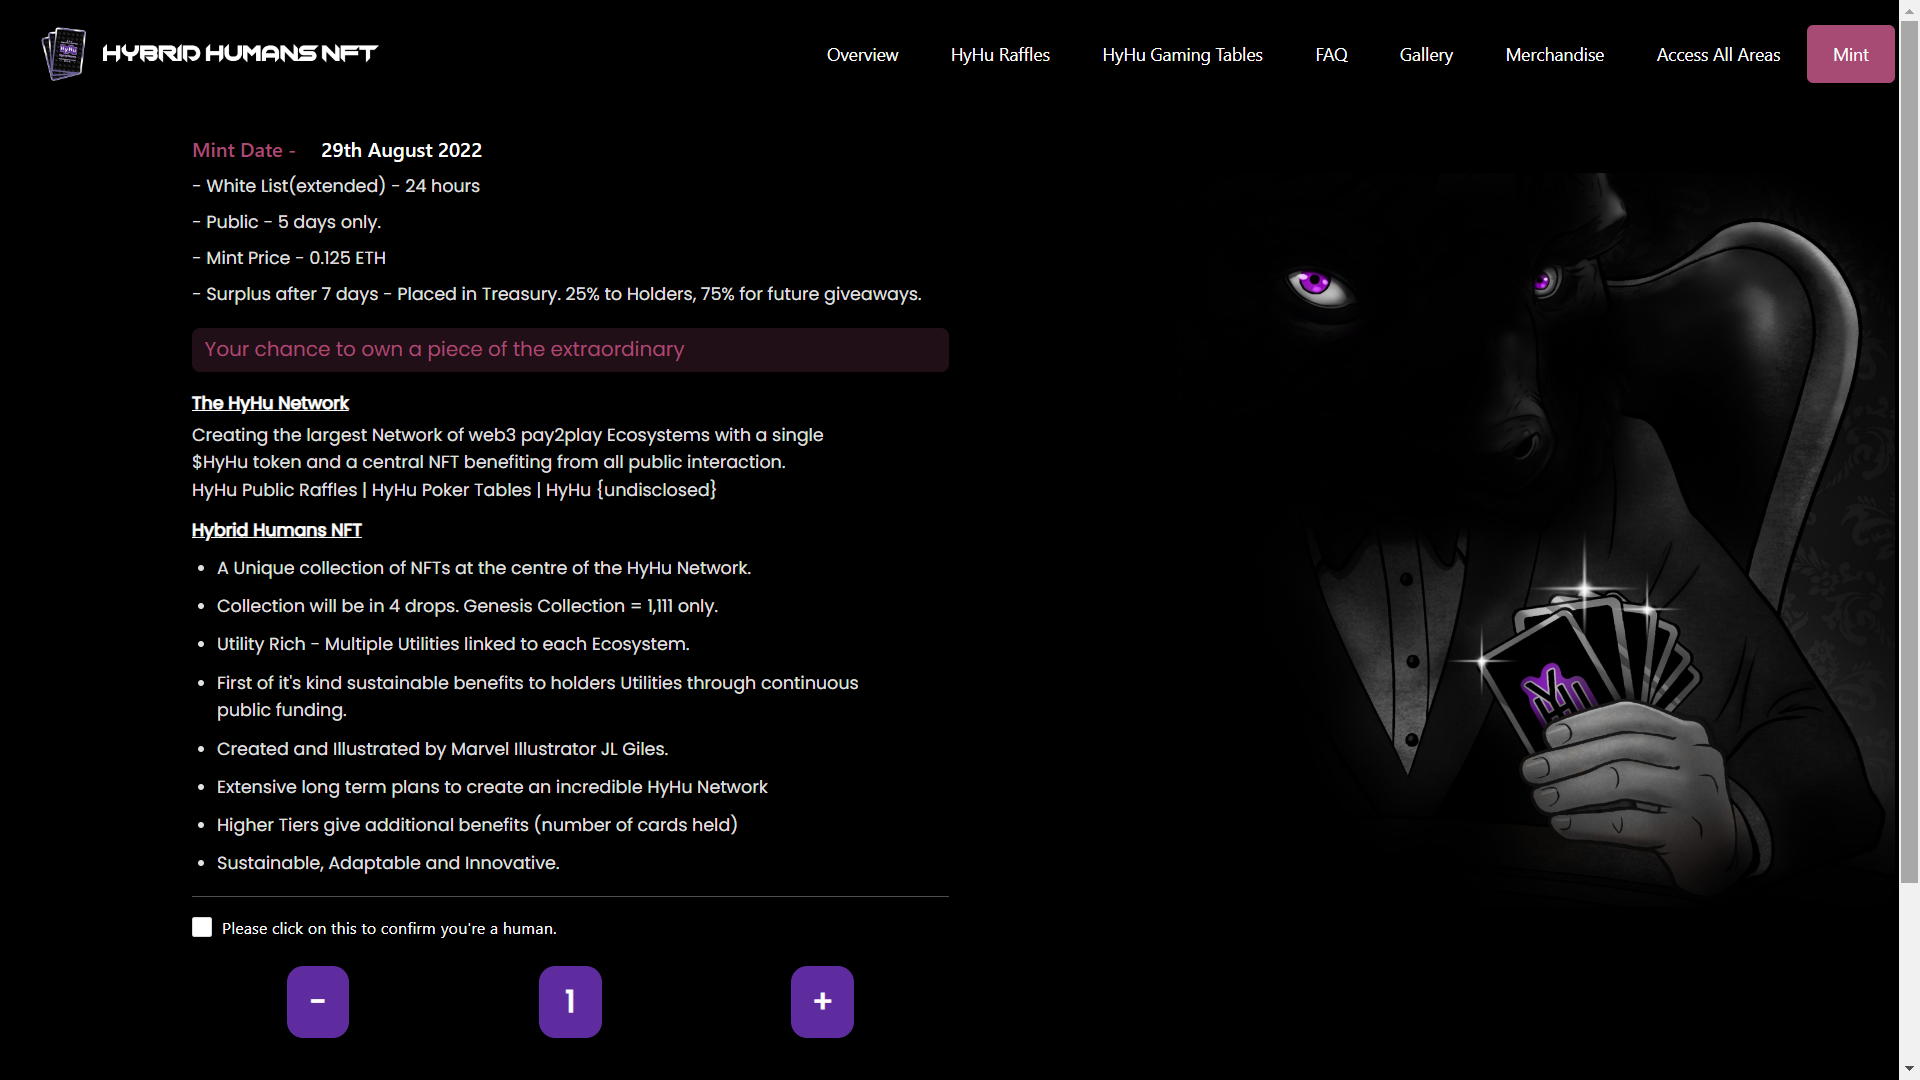 HYBRID HUMANS NFT
Overview
HyHu Raffles
HyHu Gaming Tables
FAQ
Gallery
Merchandise
Access All Areas
Mint
Mint Date - 29th August 2022
- White List(extended) - 24 hours
- Public - 5 days only.
- Mint Price - 0.125 ETH
- Surplus after 7 days - Placed in Treasury. 25% to Holders, 75% for future giveaways.
Your chance to own a piece of the extraordinary
The HyHu Network
Creating the largest Network of web3 pay2play Ecosystems with a single
$HyHu token and a central NFT benefiting from all public interaction.
HyHu Public Raffles | HyHu Poker Tables | HyHu {undisclosed}
Hybrid Humans NFT
• A Unique collection of NFTs at the centre of the HyHu Network.
• Collection will be in 4 drops. Genesis Collection = 1,111 only.
• Utility Rich - Multiple Utilities linked to each Ecosystem.
• First of it's kind sustainable benefits to holders Utilities through continuous
public funding.
• Created and Illustrated by Marvel Illustrator JL Giles.
• Extensive long term plans to create an incredible HyHu Network
• Higher Tiers give additional benefits (number of cards held)
• Sustainable, Adaptable and Innovative.
Please click on this to confirm you're a human.
- 1 +
HyHu